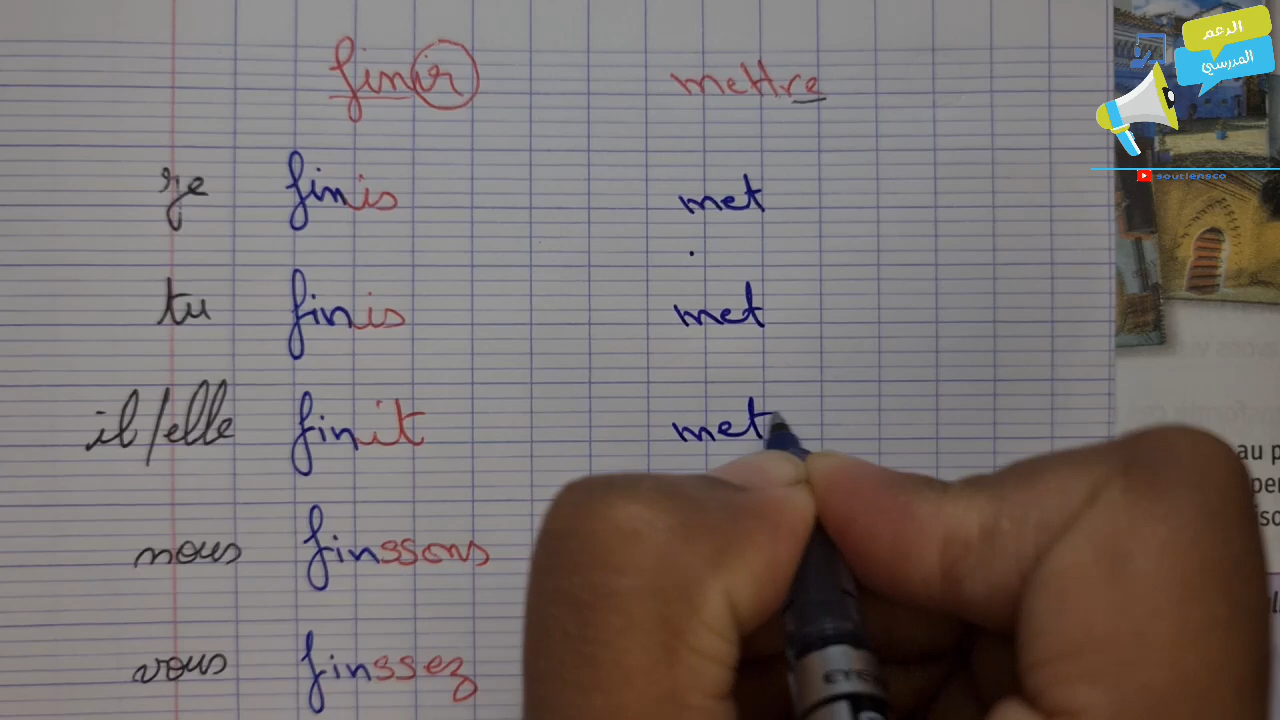 finir mettre
je finis met
tu finis met
il/elle finit met
nous finssons
vous finssez
الدعم
المدرسي
soutiensco
au p